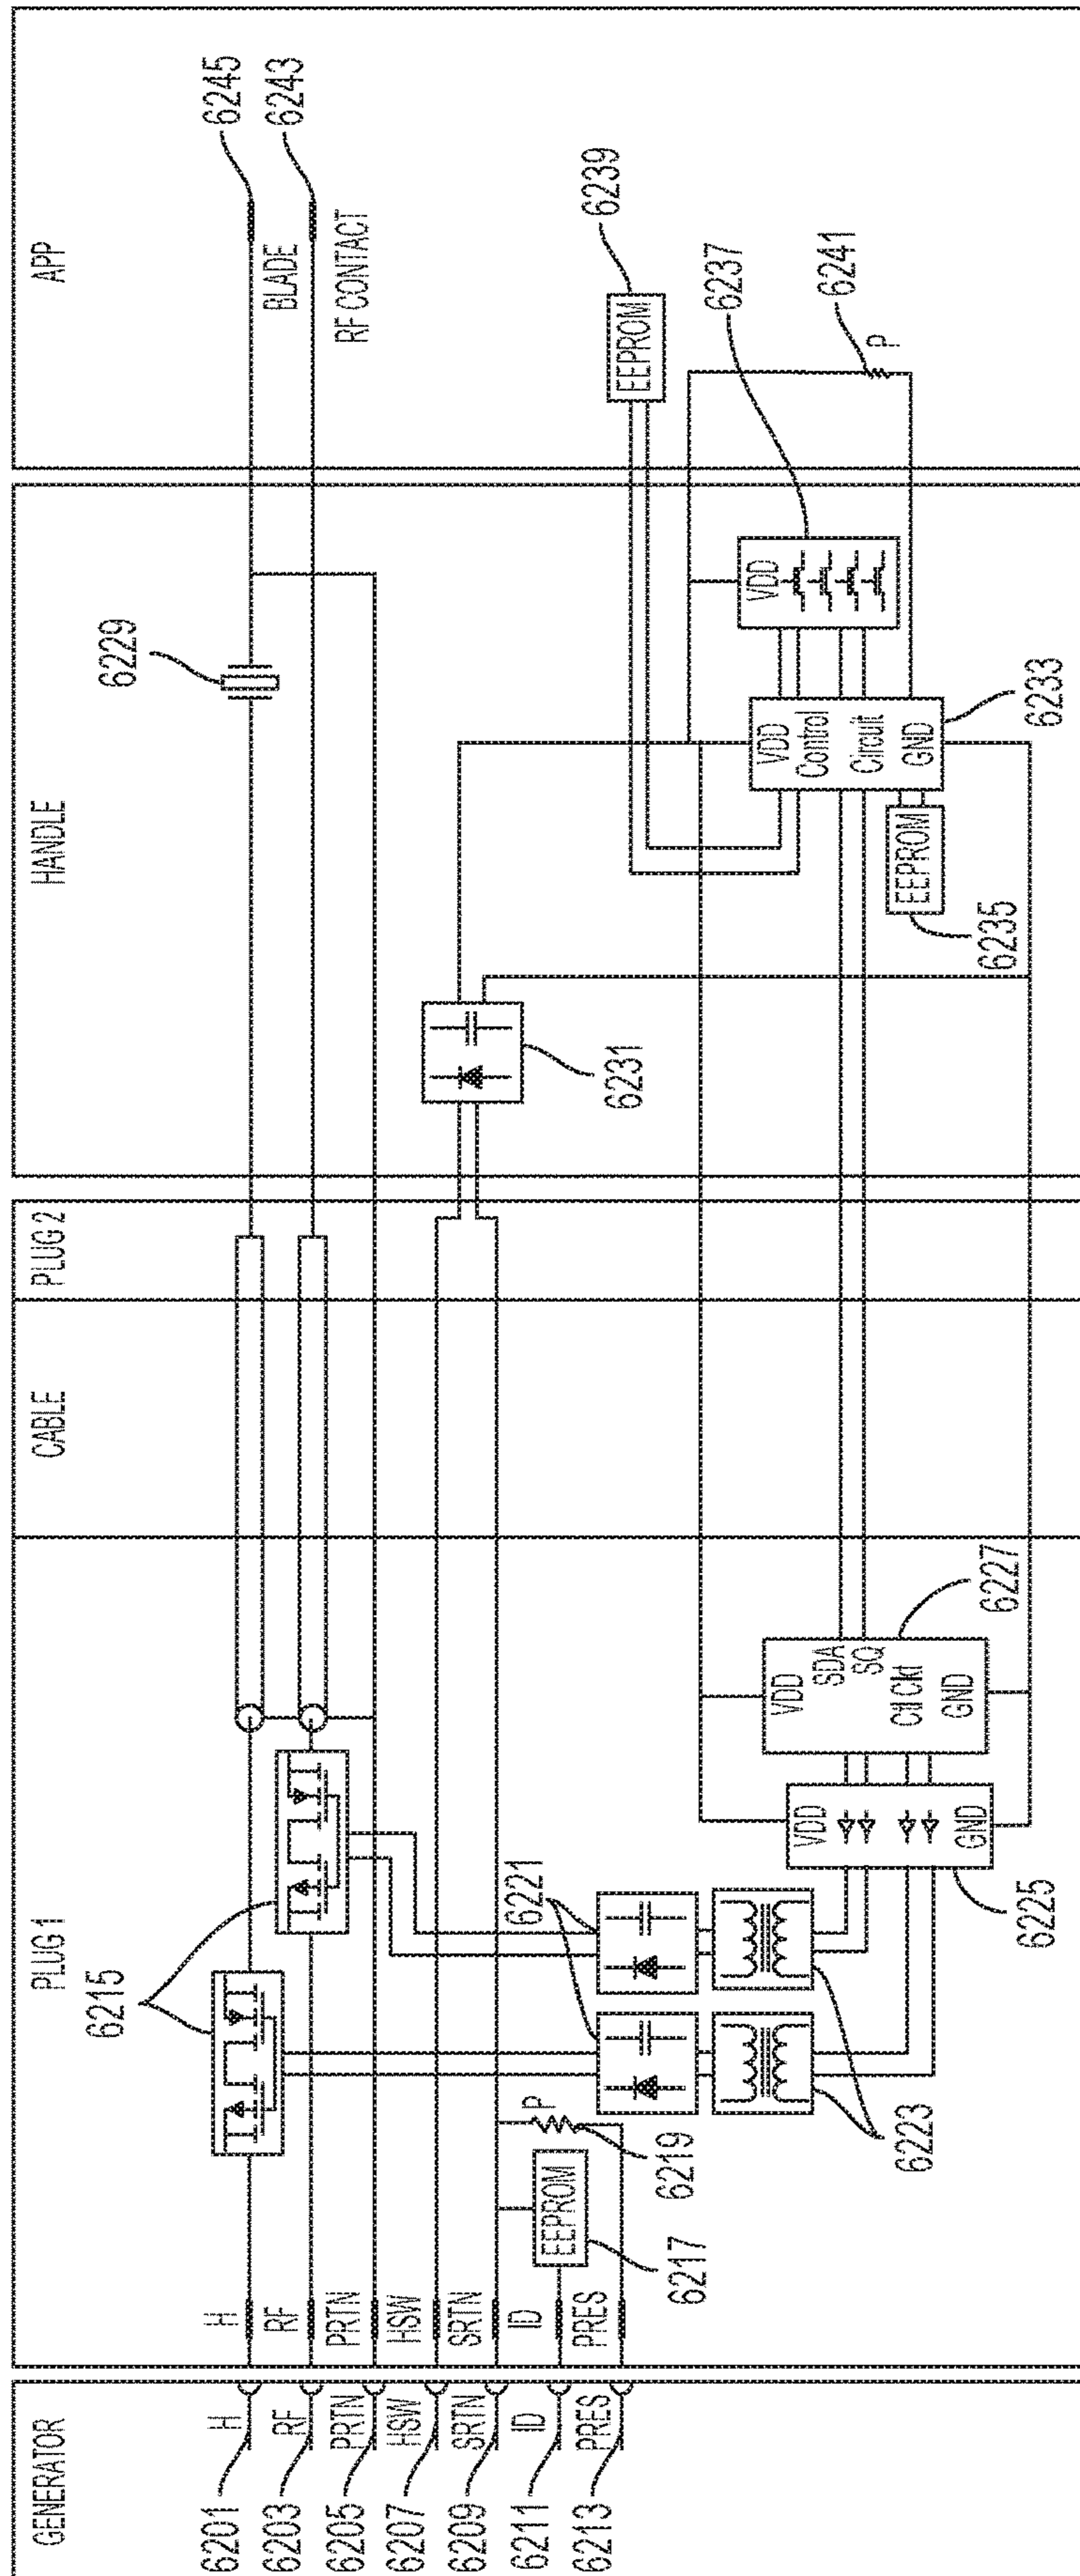 GENERATOR
6201
H
6203
RF
6205
PRTN
6207
HSW
6209
SRTN
6211
ID
6213
PRES
PLUG 1
H
RF
PRTN
HSW
SRTN
ID
PRES
6215
EEPROM
6217
P
6219
6221
6223
VDD
GND
6225
VDD
SDA
SQ
Ctl Ckt
GND
6227
CABLE
PLUG 2
HANDLE
6229
6231
VDD
Control
Circuit
GND
6233
EEPROM
6235
VDD
6237
APP
6245
BLADE
6243
RF CONTACT
EEPROM
6239
6241
P